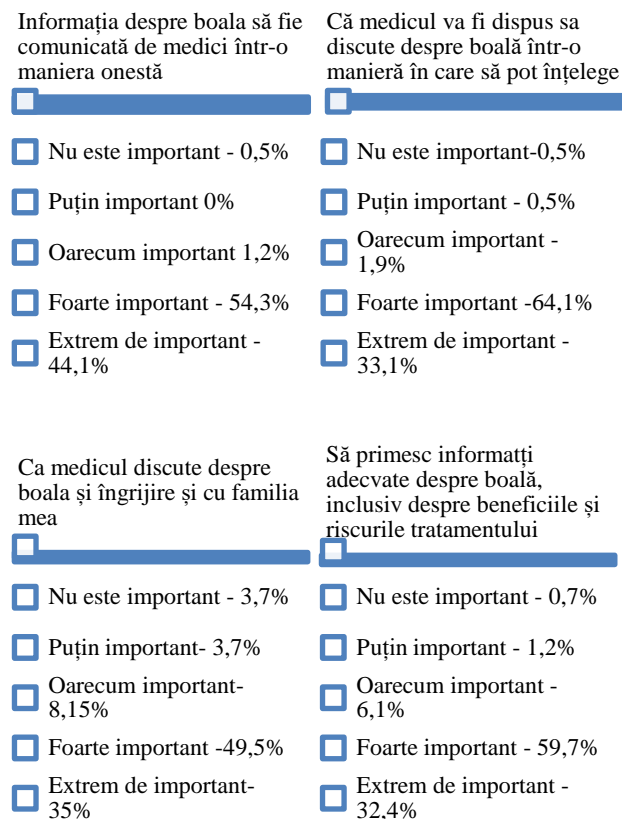 Informația despre boala să fie
comunicată de medici într-o
maniera onestă
Nu este important - 0,5%
Puțin important 0%
Oarecum important 1,2%
Foarte important - 54,3%
Extrem de important -
44,1%
Că medicul va fi dispus sa
discute despre boală într-o
manieră în care să pot înțelege
Nu este important-0,5%
Puțin important - 0,5%
Oarecum important -
1,9%
Foarte important -64,1%
Extrem de important -
33,1%
Ca medicul discute despre
boala și îngrijire și cu familia
mea
Nu este important - 3,7%
Puțin important- 3,7%
Oarecum important-
8,15%
Foarte important -49,5%
Extrem de important-
35%
Să primesc informatți
adecvate despre boală,
inclusiv despre beneficiile și
riscurile tratamentului
Nu este important - 0,7%
Puțin important - 1,2%
Oarecum important -
6,1%
Foarte important - 59,7%
Extrem de important -
32,4%